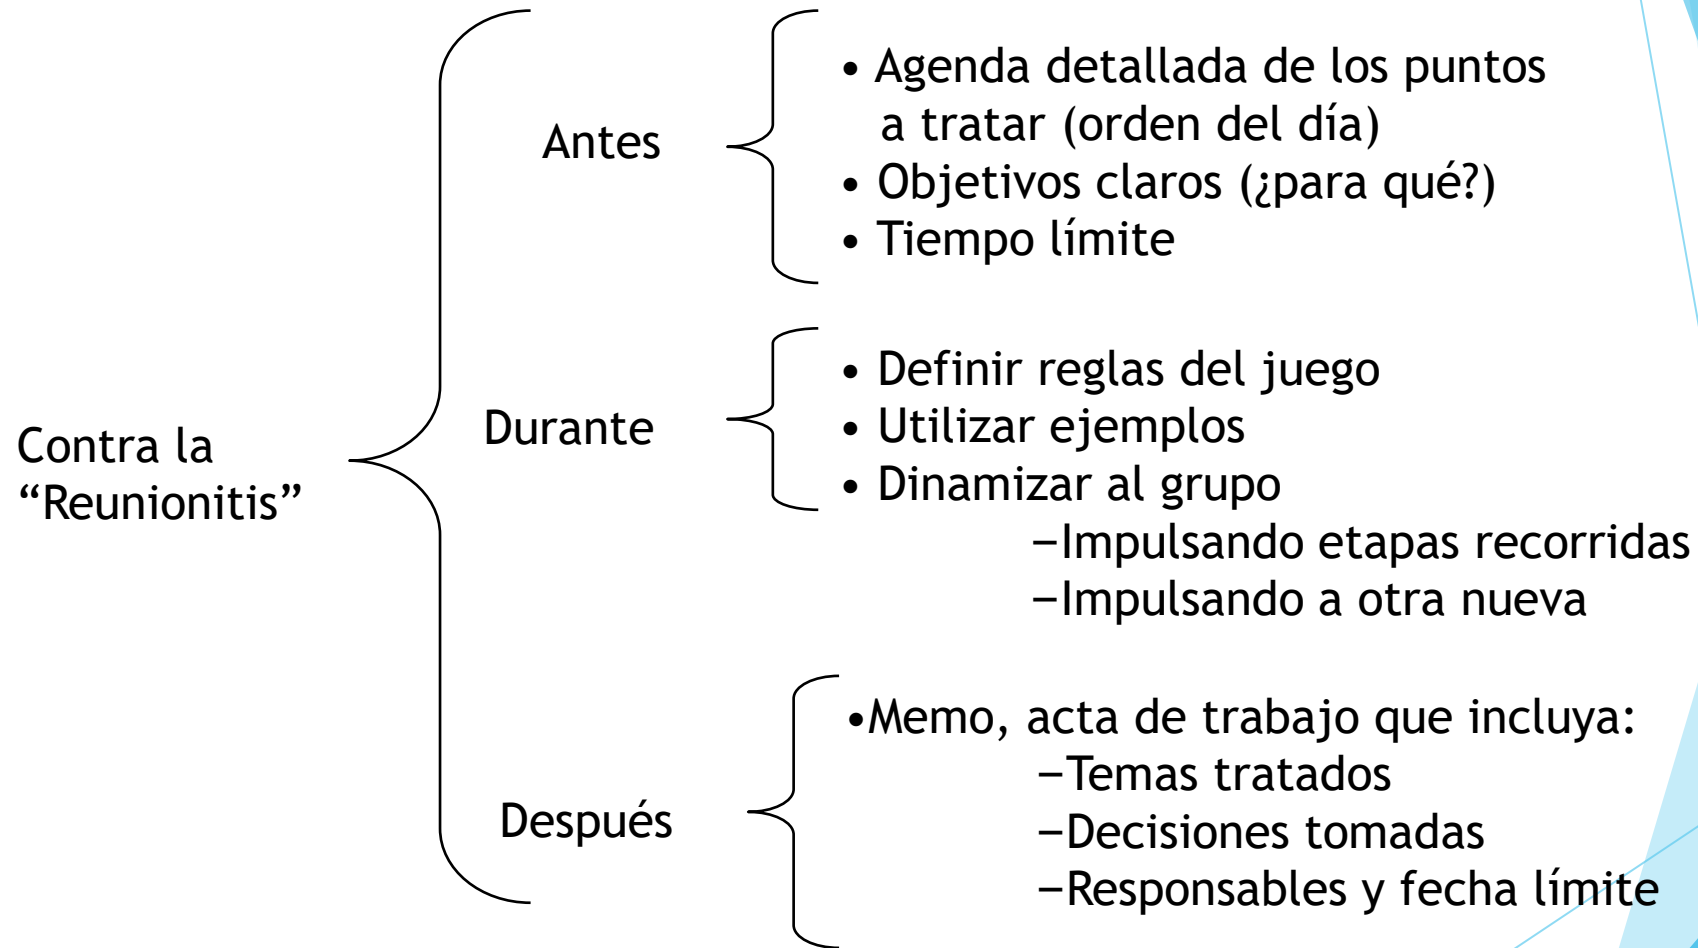 Contra la
“Reunionitis”
Antes
• Agenda detallada de los puntos
a tratar (orden del día)
• Objetivos claros (¿para qué?)
• Tiempo límite
Durante
• Definir reglas del juego
• Utilizar ejemplos
• Dinamizar al grupo
–Impulsando etapas recorridas
–Impulsando a otra nueva
Después
•Memo, acta de trabajo que incluya:
–Temas tratados
–Decisiones tomadas
–Responsables y fecha límite